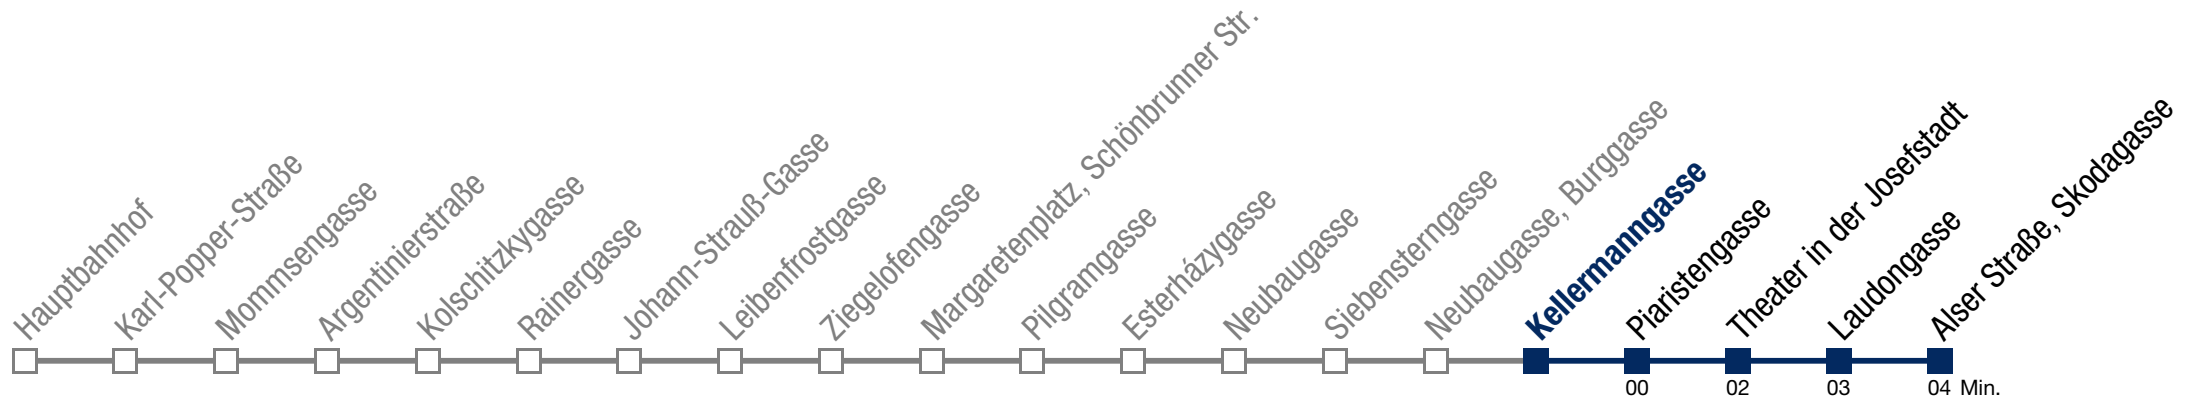 Hauptbahnhof
Karl-Popper-Straße
Mommsengasse
Argentinierstraße
Kolschitzkygasse
Rainergasse
Johann-Strauß-Gasse
Leibenfrostgasse
Ziegelofengasse
Margaretenplatz, Schönbrunner Str.
Pilgramgasse
Esterházygasse
Neubaugasse
Siebensterngasse
Neubaugasse, Burggasse
Kellermanngasse
Piaristengasse
Theater in der Josefstadt
Laudongasse
Alser Straße, Skodagasse
00 02 03 04 Min.